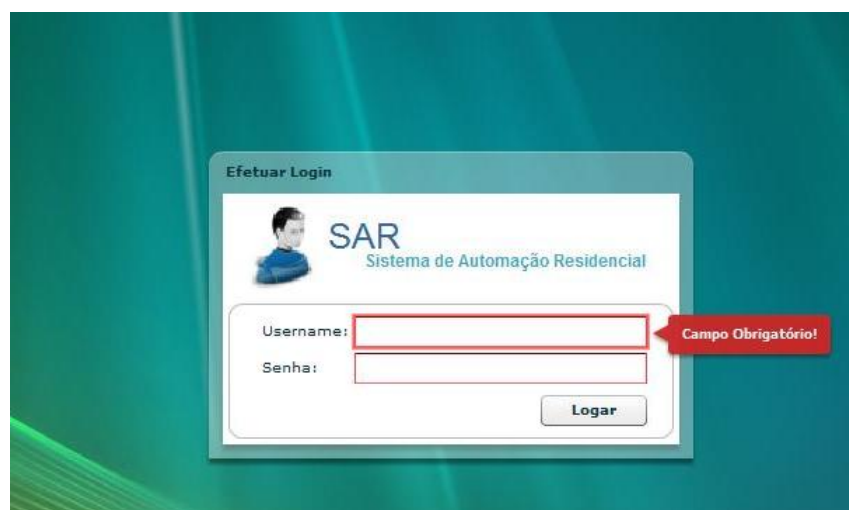 Efetuar Login
SAR
Sistema de Automação Residencial
Username:
Campo Obrigatório!
Senha:
Logar